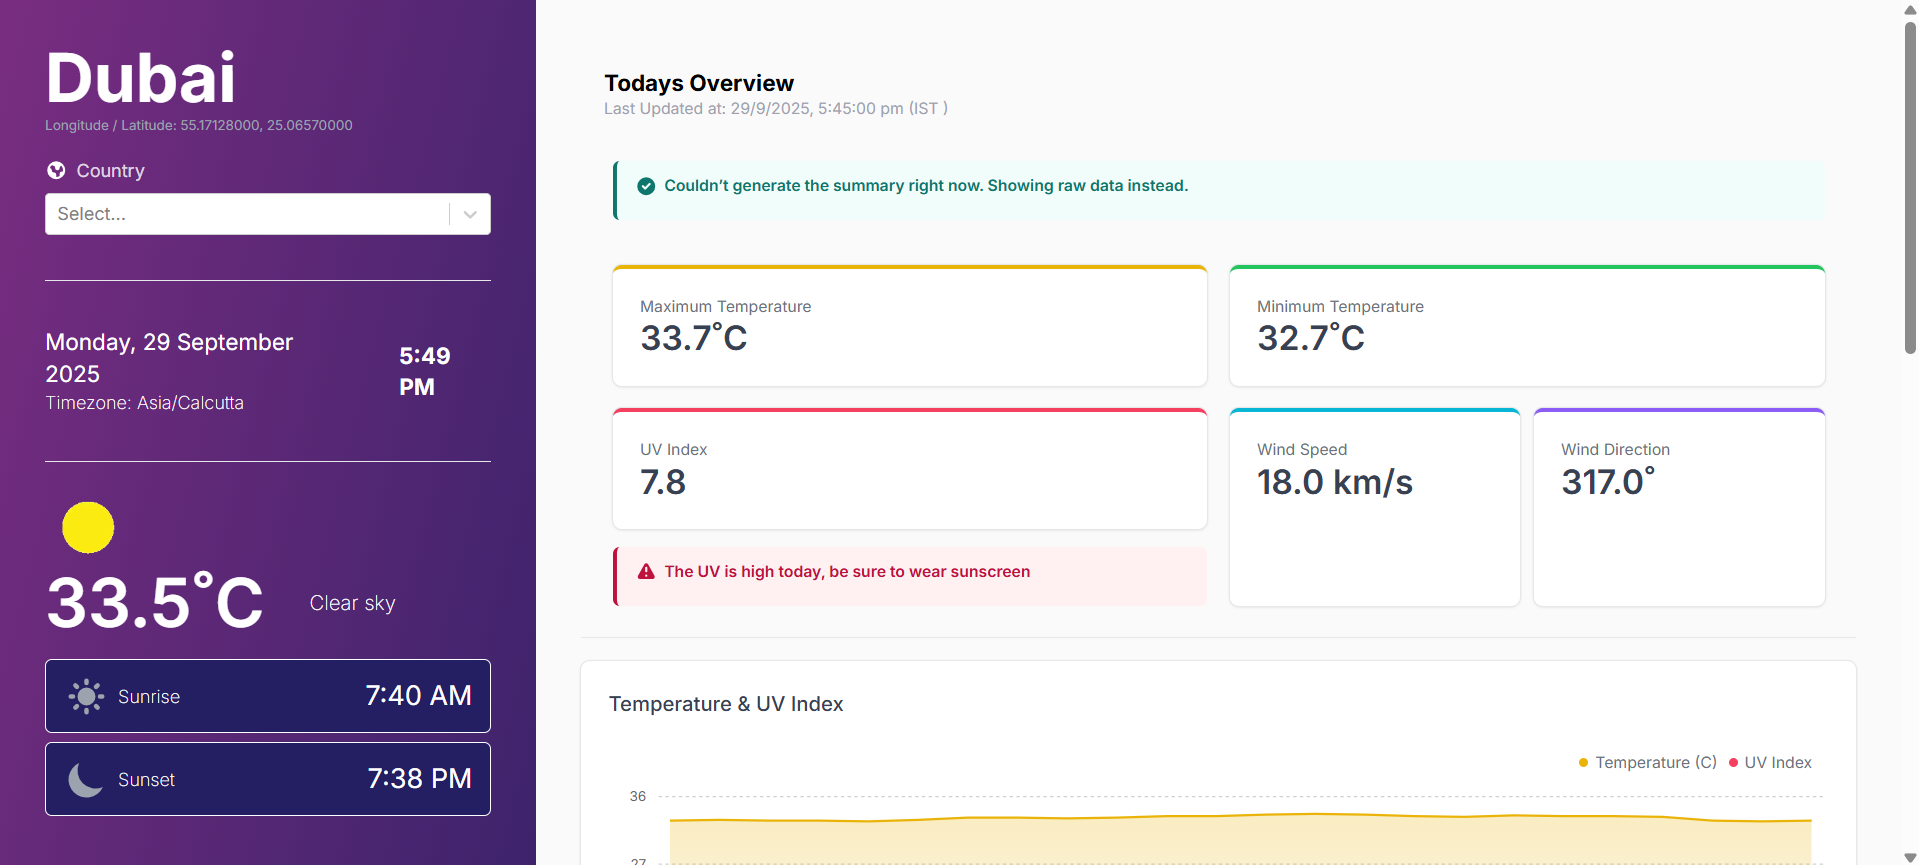 Dubai
Longitude / Latitude: 55.17128000, 25.06570000
Country
Select...
Monday, 29 September
2025
Timezone: Asia/Calcutta
5:49
PM
33.5°C
Clear sky
Sunrise
7:40 AM
Sunset
7:38 PM
Todays Overview
Last Updated at: 29/9/2025, 5:45:00 pm (IST )
Couldn’t generate the summary right now. Showing raw data instead.
Maximum Temperature
33.7°C
Minimum Temperature
32.7°C
UV Index
7.8
Wind Speed
18.0 km/s
Wind Direction
317.0°
The UV is high today, be sure to wear sunscreen
Temperature & UV Index
Temperature (C)
UV Index
36
27